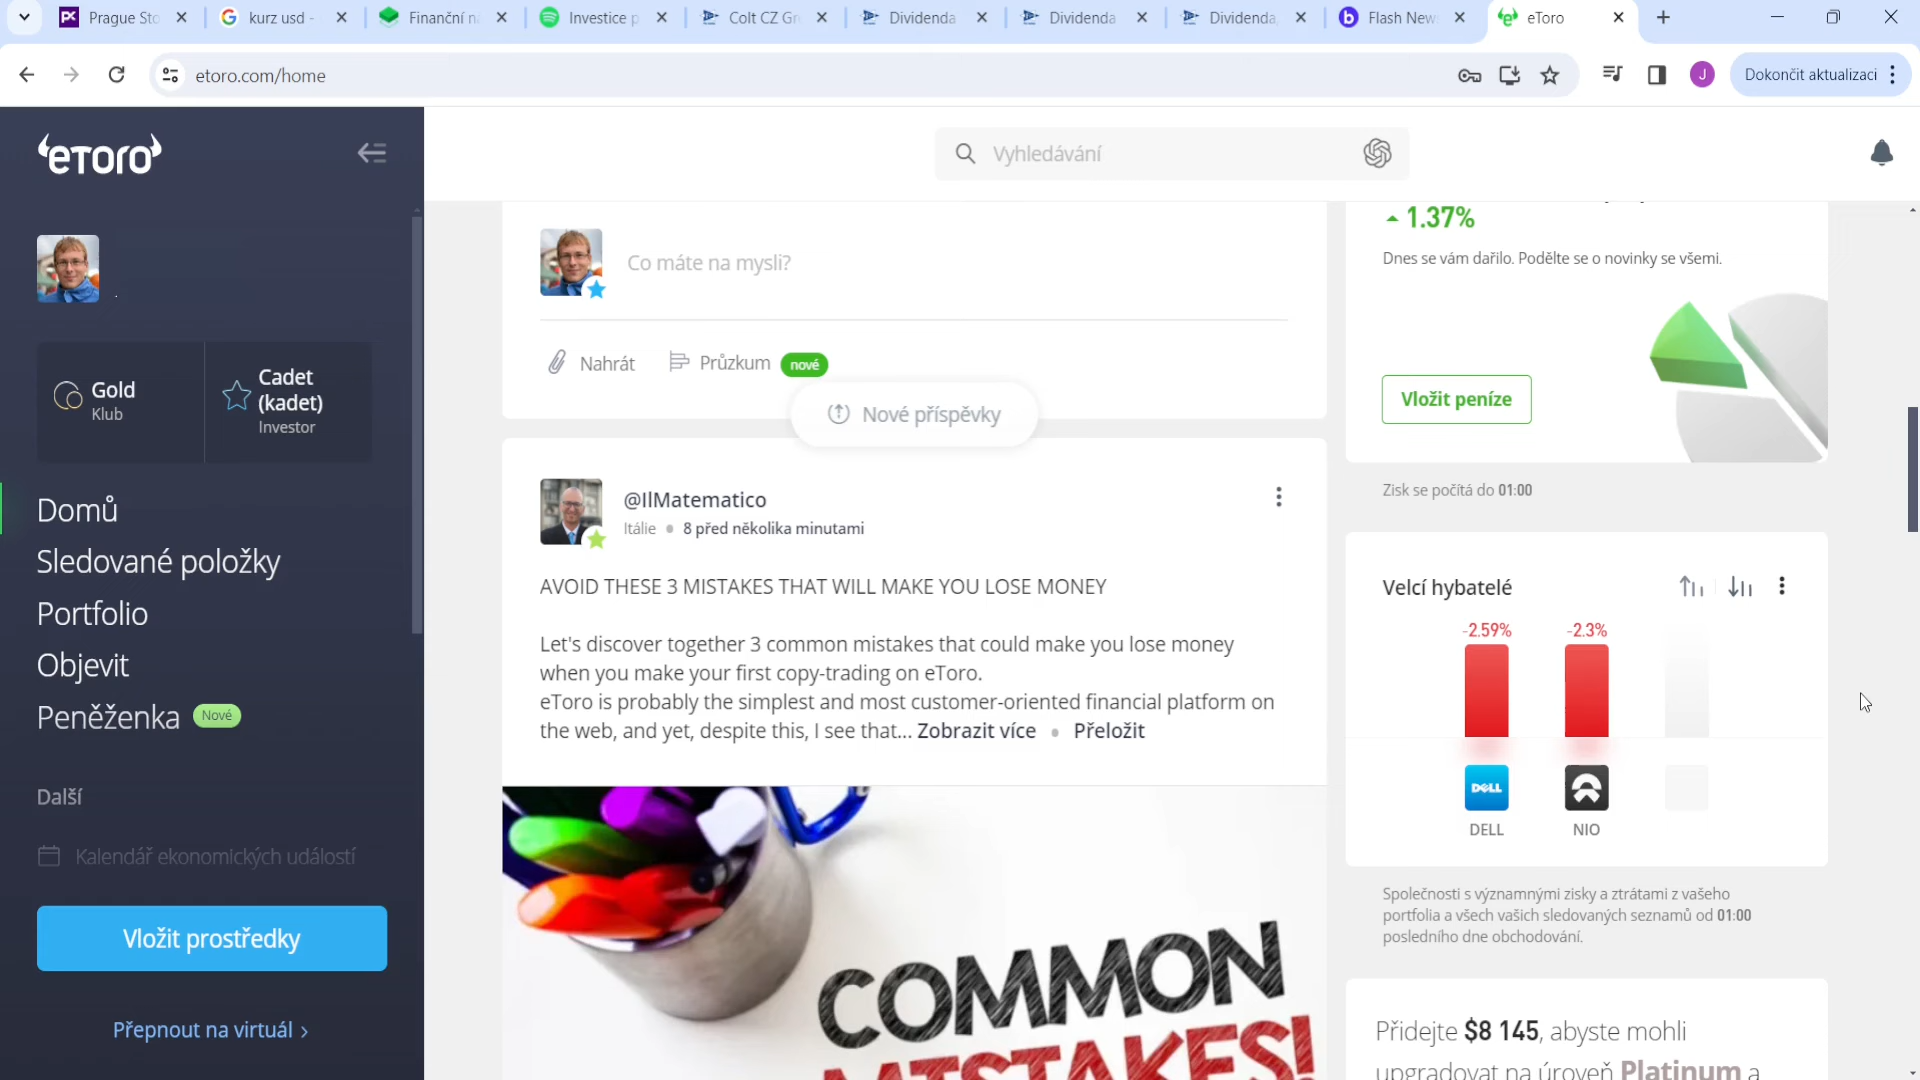 Prague Sto
kurz usd -
Finanční na
Investice p
Colt CZ Gr
Dividenda
Dividenda
Dividenda,
Flash New
eToro
etoro.com/home
J
Dokončit aktualizaci
eToro
Vyhledávání
Gold
Klub
Cadet
(kadet)
Investor
Domů
Sledované položky
Portfolio
Objevit
Peněženka Nové
Další
Kalendář ekonomických událostí
Vložit prostředky
Přepnout na virtuál >
Co máte na mysli?
Nahrát
Průzkum nové
Nové příspěvky
@IlMatematico
Itálie • 8 před několika minutami
AVOID THESE 3 MISTAKES THAT WILL MAKE YOU LOSE MONEY
Let's discover together 3 common mistakes that could make you lose money
when you make your first copy-trading on eToro.
eToro is probably the simplest and most customer-oriented financial platform on
the web, and yet, despite this, I see that... Zobrazit více • Přeložit
COMMON
MISTAKES!
1.37%
Dnes se vám dařilo. Podělte se o novinky se všemi.
Vložit peníze
Zisk se počítá do 01:00
Velcí hybatelé
-2.59% -2.3%
DELL
DELL NIO
Společnosti s významnými zisky a ztrátami z vašeho
portfolia a všech vašich sledovaných seznamů od 01:00
posledního dne obchodování.
Přidejte $8 145, abyste mohli
upgradovat na úroveň Platinum a